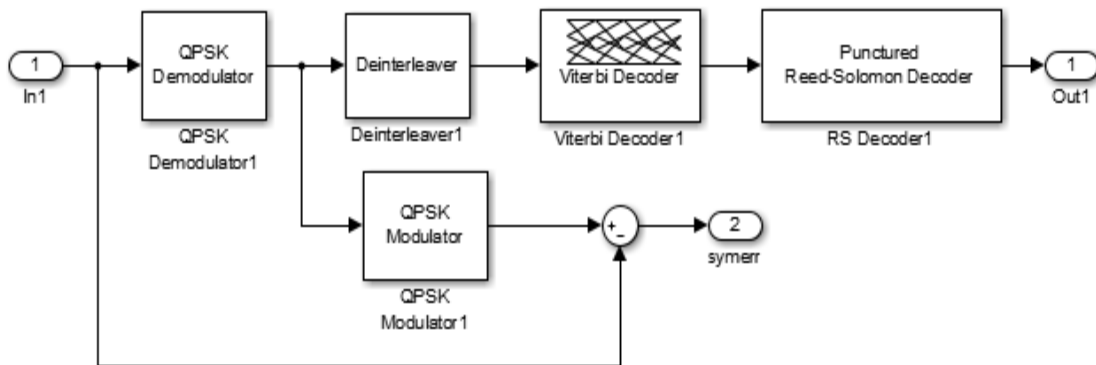 1
In1
QPSK
Demodulator
QPSK
Demodulator1
Deinterleaver
Deinterleaver1
Viterbi Decoder
Viterbi Decoder1
Punctured
Reed-Solomon Decoder
RS Decoder1
1
Out1
QPSK
Modulator
QPSK
Modulator1
+
-
2
symerr